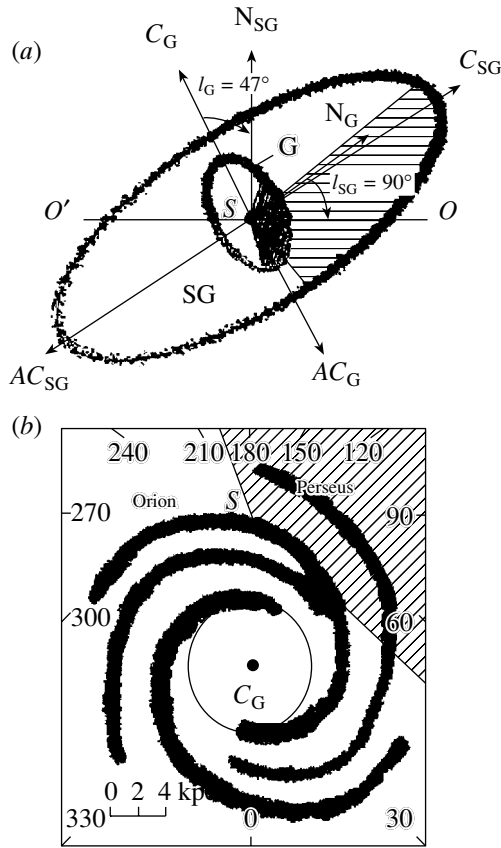 (a)
C_G
N_SG
C_SG
l_G = 47°
N_G
G
l_SG = 90°
O′
S
O
SG
AC_SG
AC_G
(b)
240 210 180 150 120
Orion
S
Perseus
270
90
300
60
C_G
0 2 4 kp
330
0
30